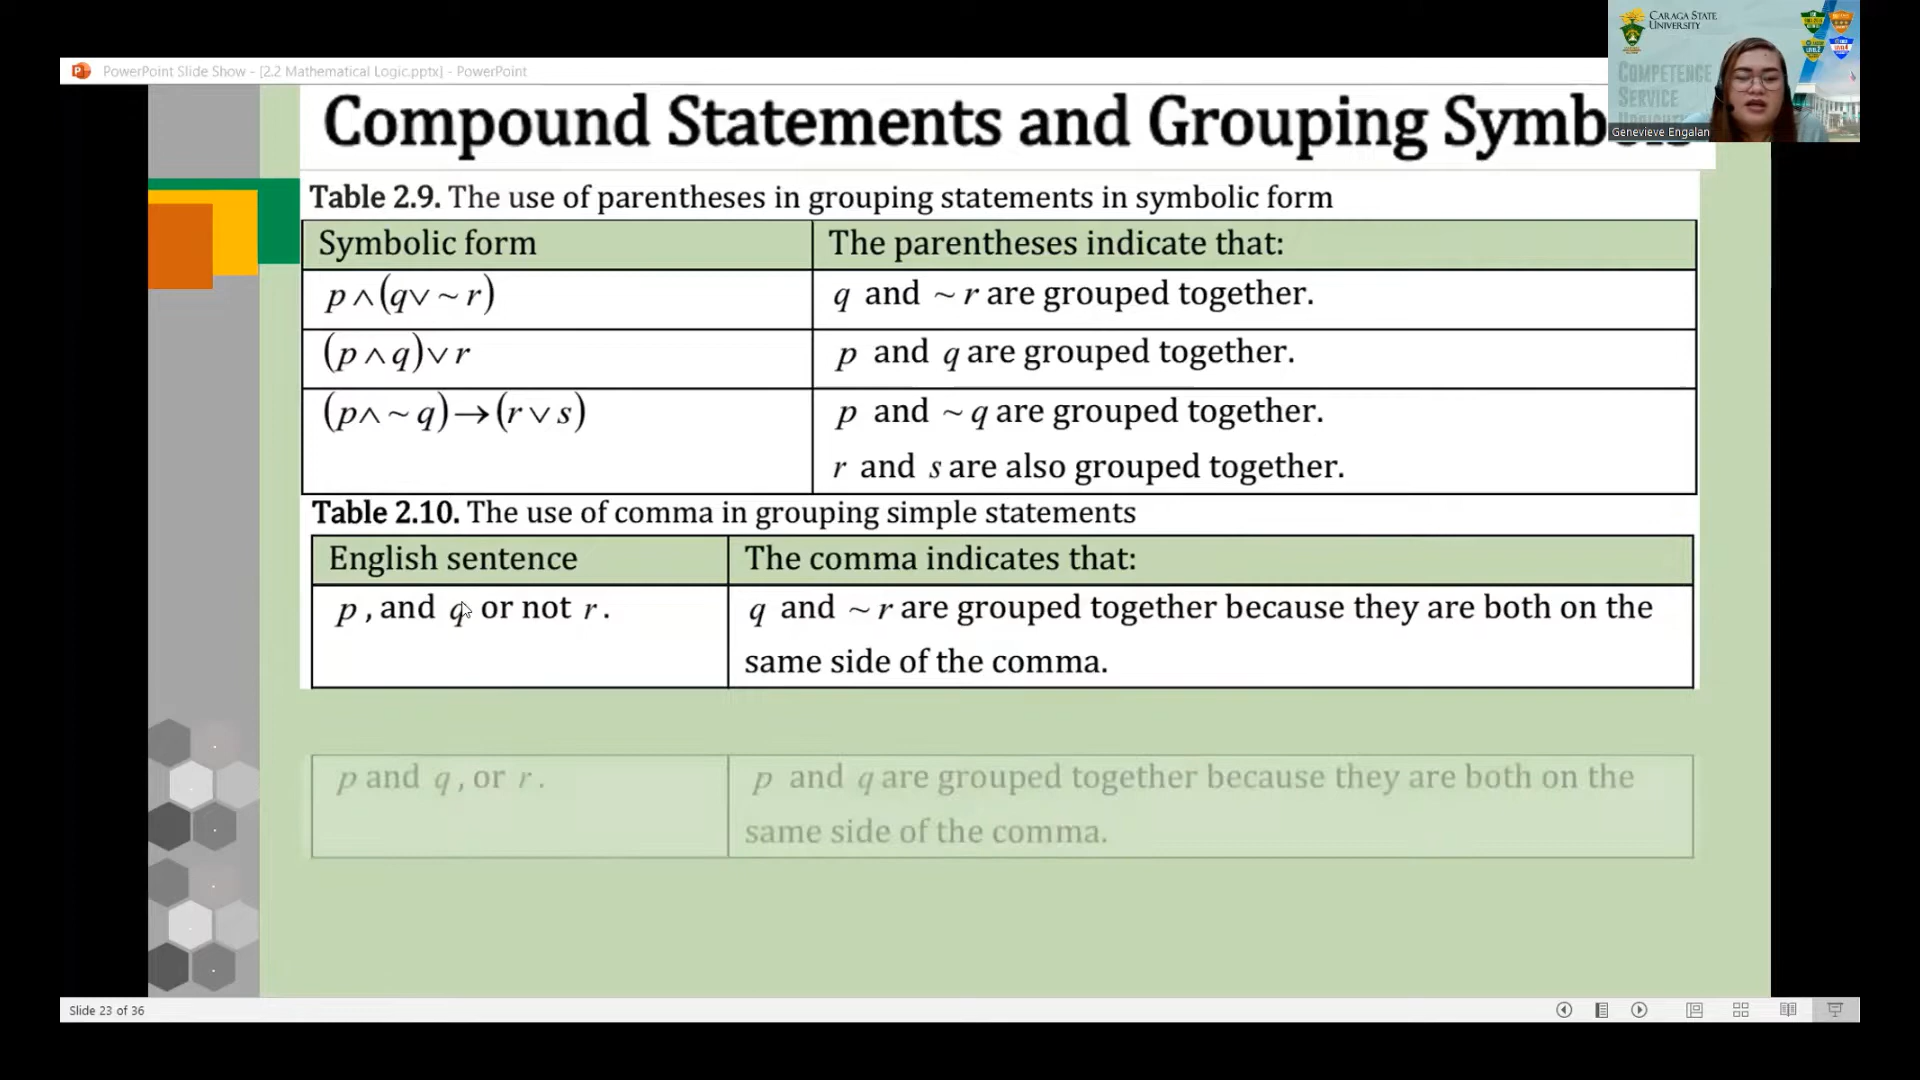 CARAGA STATE
UNIVERSITY
COMPETENCE
SERVICE
Genevieve Engalan
PowerPoint Slide Show - [2.2 Mathematical Logic.pptx] - PowerPoint
Compound Statements and Grouping Symb
Table 2.9. The use of parentheses in grouping statements in symbolic form
Symbolic form The parentheses indicate that:
p ∧ (q ∨ ~ r) q and ~ r are grouped together.
(p ∧ q) ∨ r p and q are grouped together.
(p ∧ ~ q) → (r ∨ s) p and ~ q are grouped together.
r and s are also grouped together.
Table 2.10. The use of comma in grouping simple statements
English sentence The comma indicates that:
p , and q or not r . q and ~ r are grouped together because they are both on the
same side of the comma.
p and q , or r . p and q are grouped together because they are both on the
same side of the comma.
Slide 23 of 36